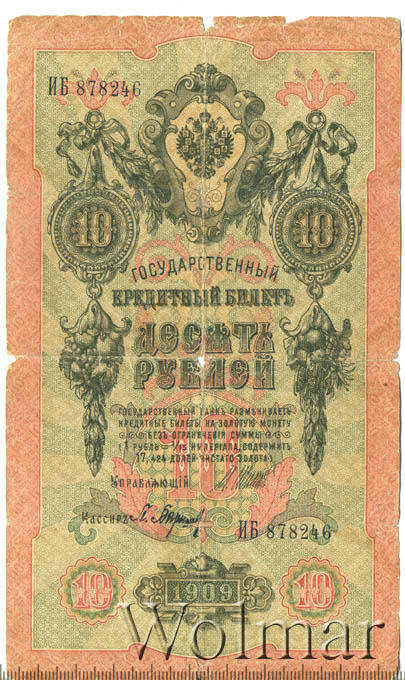 ИБ 878246
10 10
ГОСУДАРСТВЕННЫЙ
КРЕДИТНЫЙ БИЛЕТЪ
ДЕСЯТЬ
РУБЛЕЙ
ГОСУДАРСТВЕННЫЙ БАНКЪ РАЗМѢНИВАЕТЪ
КРЕДИТНЫЕ БИЛЕТЫ НА ЗОЛОТУЮ МОНЕТУ
БЕЗЪ ОГРАНИЧЕНІЯ СУММЫ
(1 РУБЛЬ = 1/15 ИМПЕРІАЛА, СОДЕРЖИТЪ
17,424 ДОЛЕЙ ЧИСТАГО ЗОЛОТА)
10
Управляющій
Кассиръ
ИБ 878246
10 1909 10
Wolmar